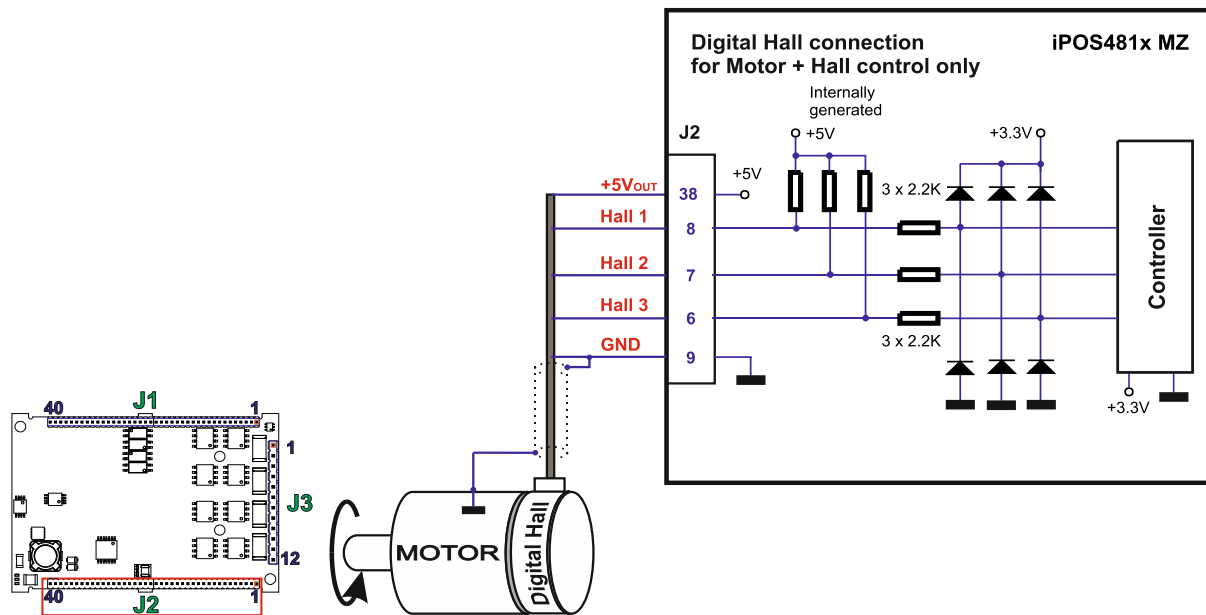 Digital Hall connection
for Motor + Hall control only
iPOS481x MZ
Internally
generated
+5V
+3.3V
J2
+5V
+5VOUT
38
3 x 2.2K
Hall 1
8
Hall 2
7
Hall 3
6
3 x 2.2K
GND
9
Controller
+3.3V
J1
40
1
1
J3
12
40
J2
1
MOTOR
Digital Hall